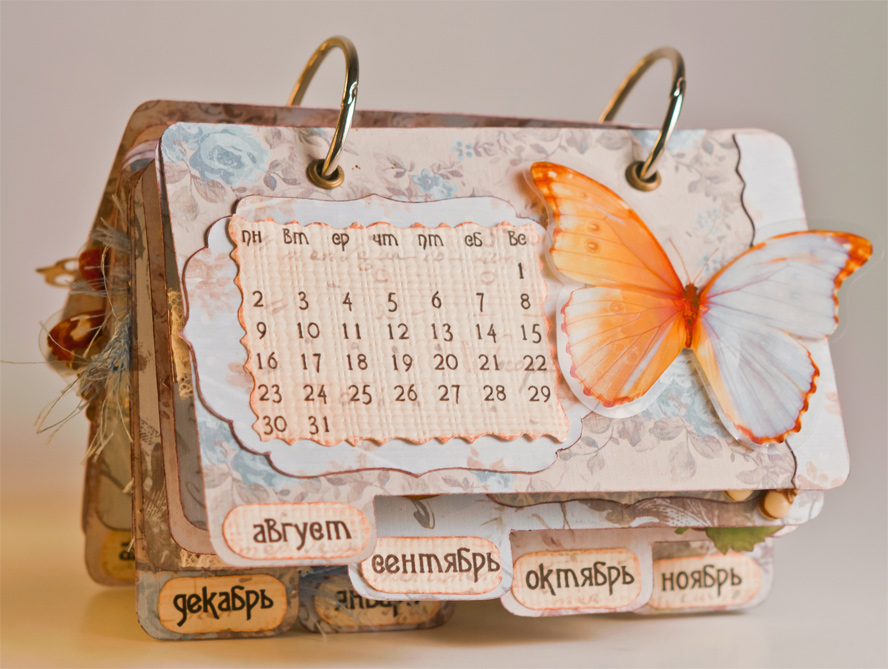 пн вт ср чт пт сб вс
1
2 3 4 5 6 7 8
9 10 11 12 13 14 15
16 17 18 19 20 21 22
23 24 25 26 27 28 29
30 31
август
сентябрь
октябрь
ноябрь
декабрь